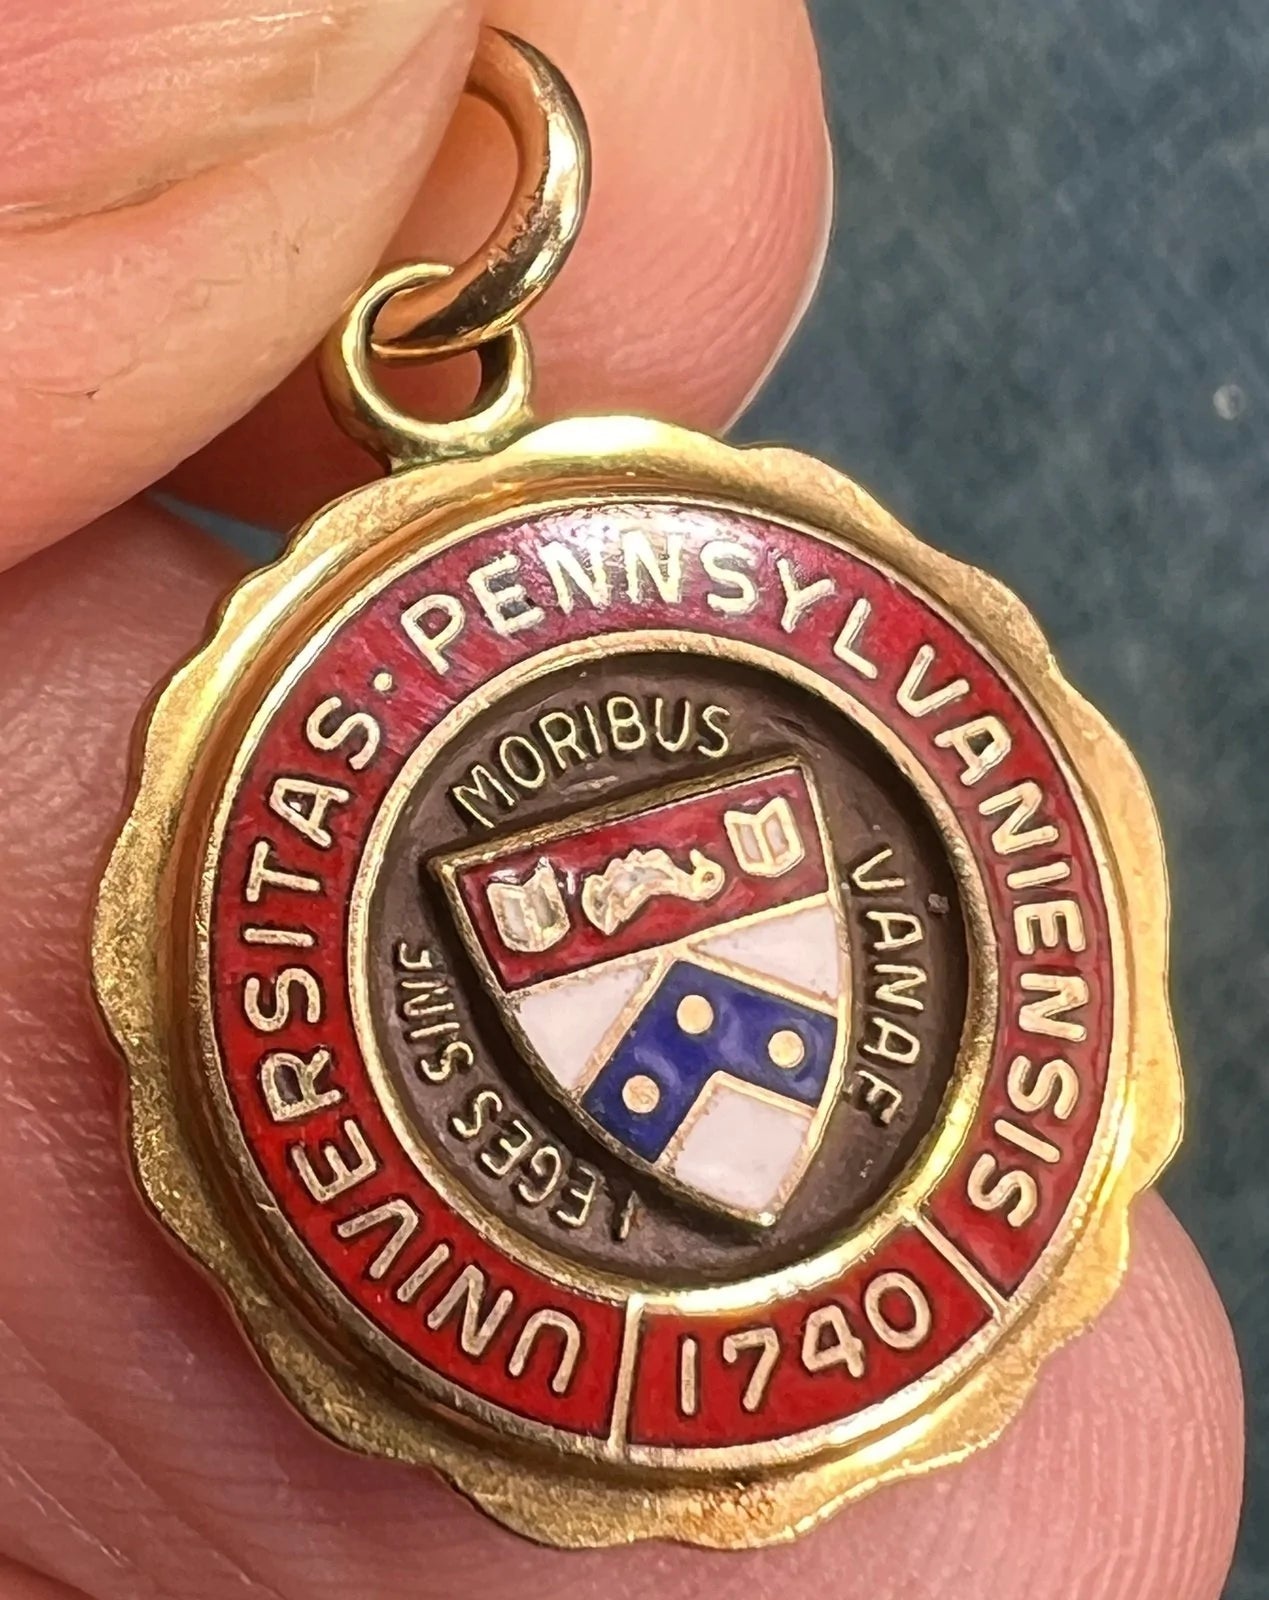 UNIVERSITAS · PENNSYLVANIENSIS
1740
LEGES SINE MORIBUS VANAE